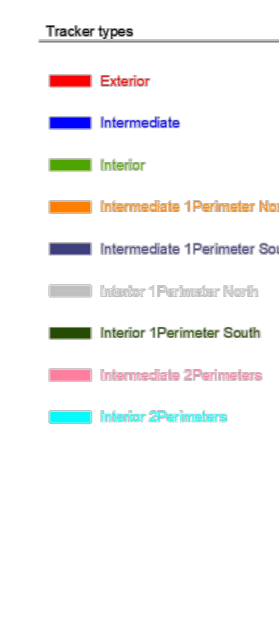 Tracker types
Exterior
Intermediate
Interior
Intermediate 1Perimeter Nor
Intermediate 1Perimeter Sou
Interior 1Perimeter North
Interior 1Perimeter South
Intermediate 2Perimeters
Interior 2Perimeters